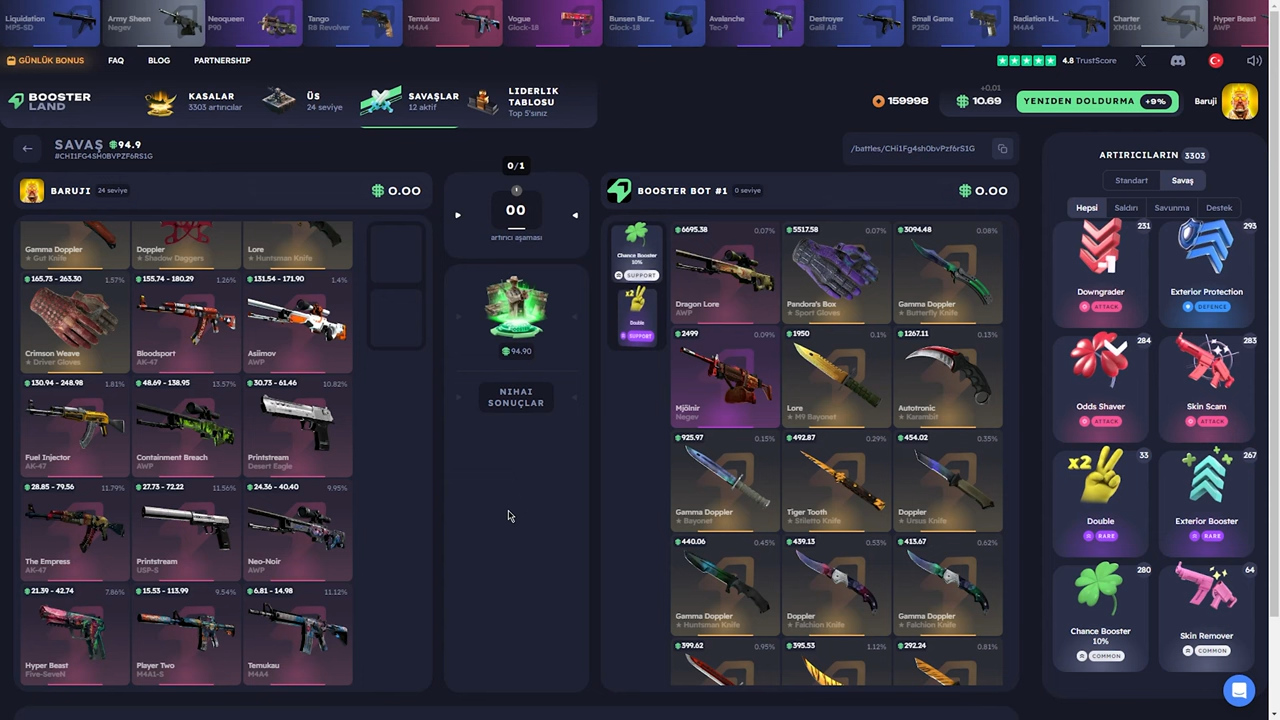 Liquidation
MP5-SD
Army Sheen
Negev
Neoqueen
P90
Tango
R8 Revolver
Temukau
M4A4
Vogue
Glock-18
Bunsen Bur...
Glock-18
Avalanche
Tec-9
Destroyer
Galil AR
Small Game
P250
Radiation H...
M4A4
Charter
XM1014
Hyper Beast
AWP
GÜNLÜK BONUS
FAQ
BLOG
PARTNERSHIP
4.8 TrustScore
BOOSTER
LAND
KASALAR
3303 artırıcılar
ÜS
24 seviye
SAVAŞLAR
12 aktif
LIDERLIK
TABLOSU
Top 5'sınız
159998
+0.01
10.69
YENIDEN DOLDURMA +9%
Baruji
SAVAŞ 94.9
#CHI1FG4SH0BVPZF6RS1G
0/1
/battles/CHi1Fg4sh0bvPzf6rS1G
BARUJI 24 seviye
0.00
00
artırıcı aşaması
94.90
NIHAI
SONUÇLAR
BOOSTER BOT #1 0 seviye
0.00
Gamma Doppler
★ Gut Knife
Doppler
★ Shadow Daggers
Lore
★ Huntsman Knife
165.73 - 263.30 1.57%
Crimson Weave
★ Driver Gloves
155.74 - 180.29 1.26%
Bloodsport
AK-47
131.54 - 171.90 1.4%
Asiimov
AWP
130.94 - 248.98 1.81%
Fuel Injector
AK-47
48.69 - 138.95 13.57%
Containment Breach
AWP
30.73 - 61.46 10.82%
Printstream
Desert Eagle
28.85 - 79.56 11.79%
The Empress
AK-47
27.73 - 72.22 11.56%
Printstream
USP-S
24.36 - 40.40 9.95%
Neo-Noir
AWP
21.39 - 42.74 7.86%
Hyper Beast
Five-SeveN
15.53 - 113.99 9.54%
Player Two
M4A1-S
6.81 - 14.98 11.12%
Temukau
M4A4
Chance Booster
10%
SUPPORT
x2
Double
SUPPORT
6695.38 0.07%
Dragon Lore
AWP
5517.58 0.07%
Pandora's Box
★ Sport Gloves
3094.48 0.08%
Gamma Doppler
★ Butterfly Knife
2499 0.09%
Mjölnir
Negev
1950 0.1%
Lore
★ M9 Bayonet
1267.11 0.13%
Autotronic
★ Karambit
925.97 0.15%
Gamma Doppler
★ Bayonet
492.87 0.29%
Tiger Tooth
★ Stiletto Knife
454.02 0.35%
Doppler
★ Ursus Knife
440.06 0.45%
Gamma Doppler
★ Huntsman Knife
439.13 0.53%
Doppler
★ Falchion Knife
413.67 0.62%
Gamma Doppler
★ Falchion Knife
399.62 0.95%
395.53 1.12%
292.24 0.81%
ARTIRICILARIN 3303
Standart
Savaş
Hepsi
Saldırı
Savunma
Destek
231
Downgrader
ATTACK
293
Exterior Protection
DEFENCE
284
Odds Shaver
ATTACK
283
Skin Scam
ATTACK
33
x2
Double
RARE
267
Exterior Booster
RARE
280
Chance Booster
10%
COMMON
64
Skin Remover
COMMON